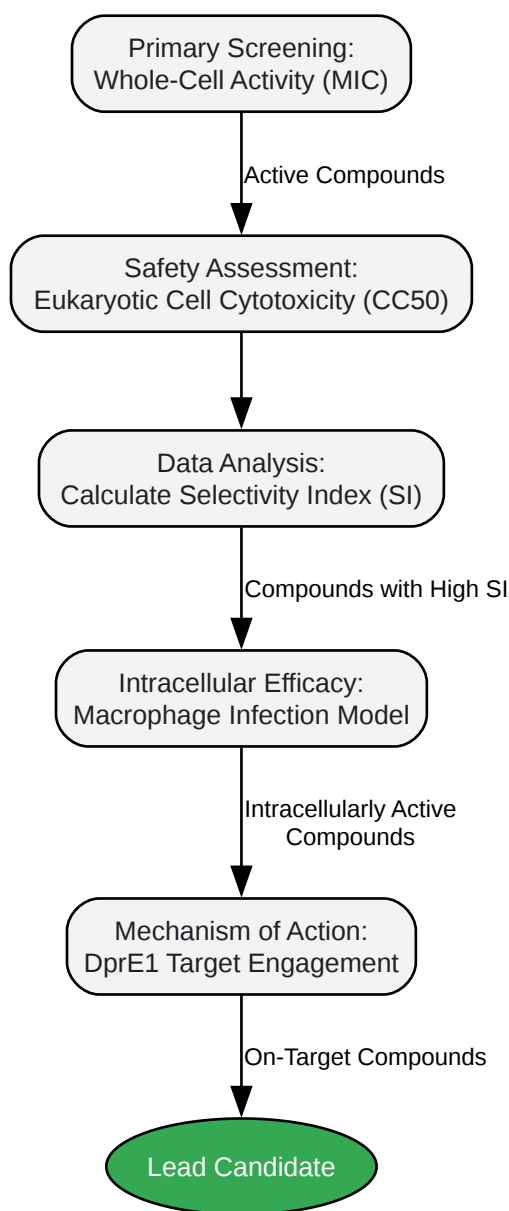 Primary Screening:
Whole-Cell Activity (MIC)
Active Compounds
Safety Assessment:
Eukaryotic Cell Cytotoxicity (CC50)
Data Analysis:
Calculate Selectivity Index (SI)
Compounds with High SI
Intracellular Efficacy:
Macrophage Infection Model
Intracellularly Active
Compounds
Mechanism of Action:
DprE1 Target Engagement
On-Target Compounds
Lead Candidate